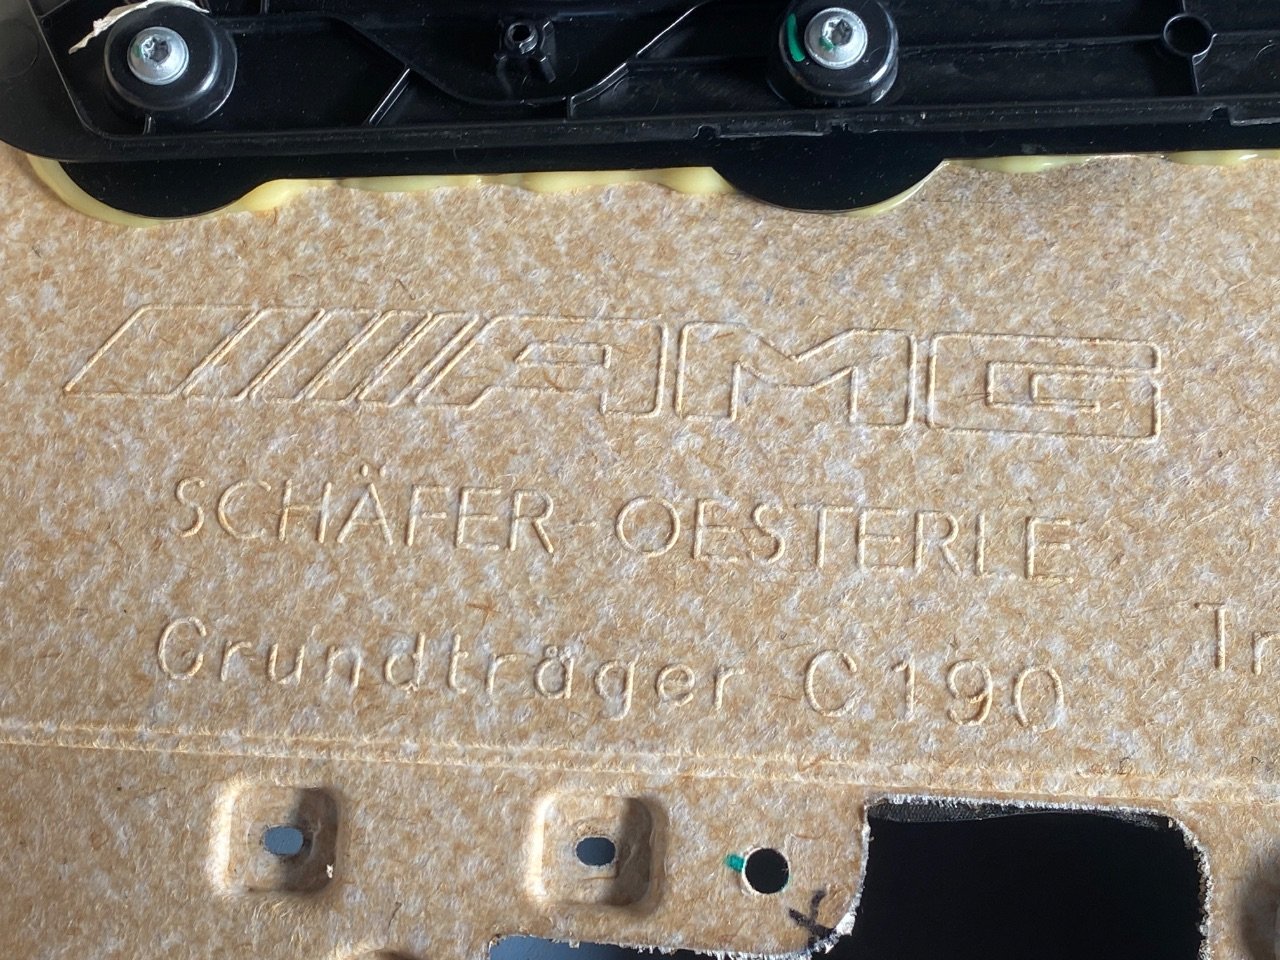 AMG
SCHÄFER-OESTERLE
Grundträger C190